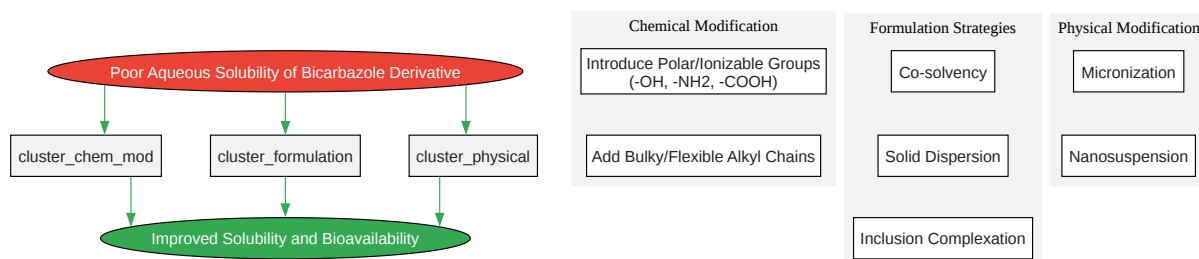 Poor Aqueous Solubility of Bicarbazole Derivative
cluster_chem_mod
cluster_formulation
cluster_physical
Improved Solubility and Bioavailability
Chemical Modification
Introduce Polar/Ionizable Groups
(-OH, -NH2, -COOH)
Add Bulky/Flexible Alkyl Chains
Formulation Strategies
Co-solvency
Solid Dispersion
Inclusion Complexation
Physical Modification
Micronization
Nanosuspension